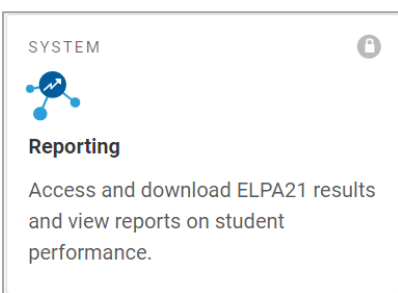 SYSTEM
Reporting
Access and download ELPA21 results
and view reports on student
performance.